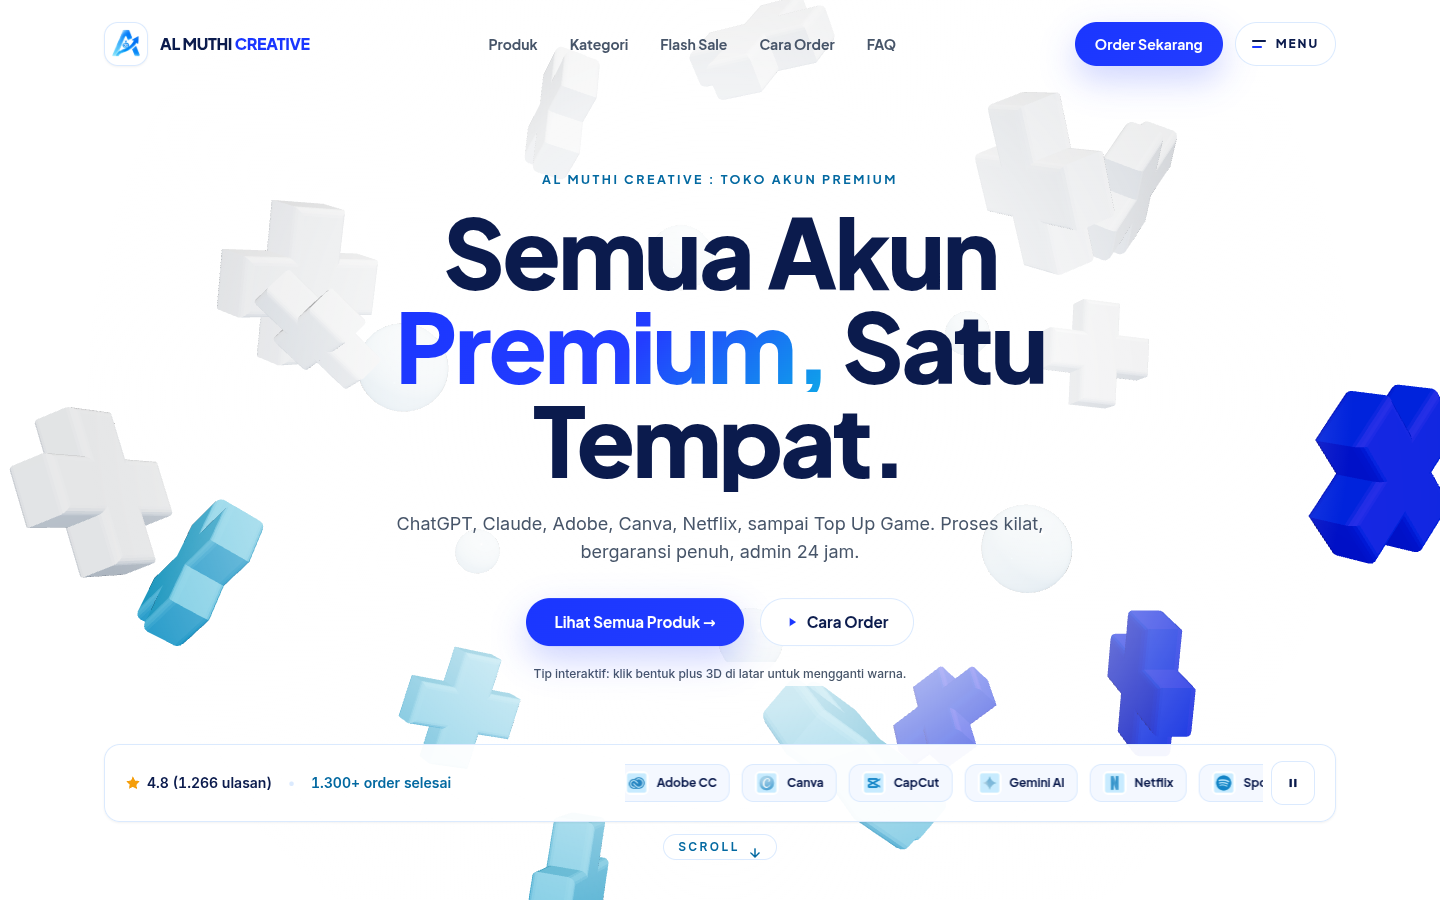 AL MUTHI CREATIVE
Produk
Kategori
Flash Sale
Cara Order
FAQ
Order Sekarang
MENU
AL MUTHI CREATIVE : TOKO AKUN PREMIUM
Semua Akun
Premium, Satu
Tempat.
ChatGPT, Claude, Adobe, Canva, Netflix, sampai Top Up Game. Proses kilat,
bergaransi penuh, admin 24 jam.
Lihat Semua Produk →
Cara Order
Tip interaktif: klik bentuk plus 3D di latar untuk mengganti warna.
4.8 (1.266 ulasan)
1.300+ order selesai
Adobe CC
Canva
CapCut
Gemini AI
Netflix
SCROLL